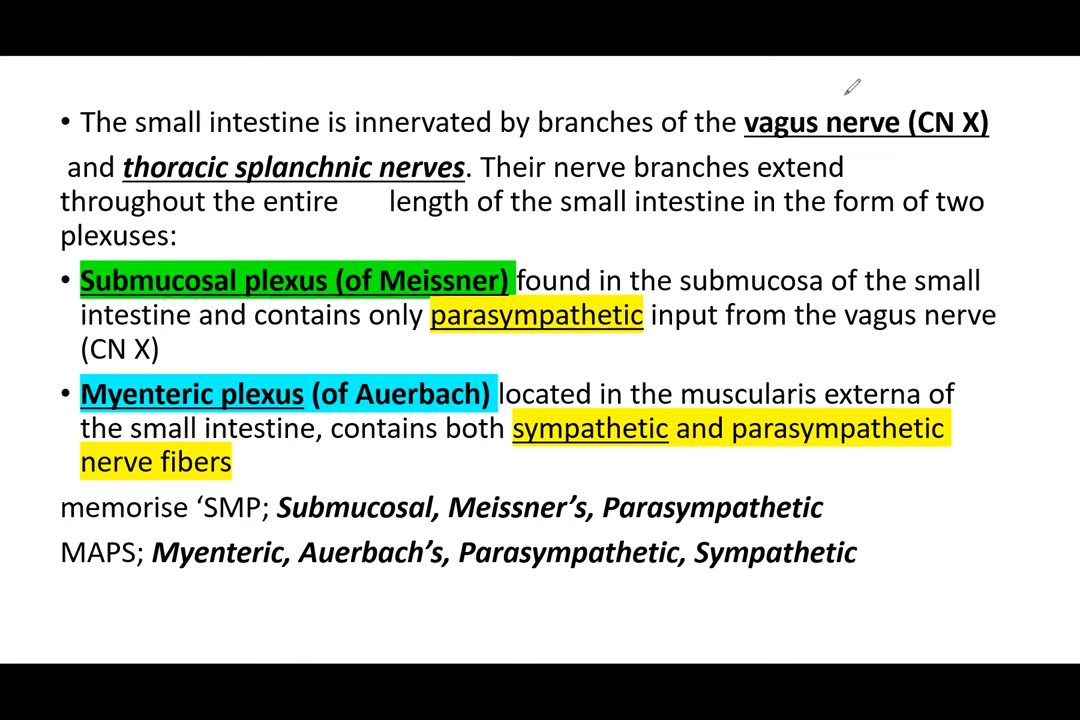 • The small intestine is innervated by branches of the vagus nerve (CN X)
and thoracic splanchnic nerves. Their nerve branches extend
throughout the entire length of the small intestine in the form of two
plexuses:
• Submucosal plexus (of Meissner) found in the submucosa of the small
intestine and contains only parasympathetic input from the vagus nerve
(CN X)
• Myenteric plexus (of Auerbach) located in the muscularis externa of
the small intestine, contains both sympathetic and parasympathetic
nerve fibers
memorise ‘SMP; Submucosal, Meissner’s, Parasympathetic
MAPS; Myenteric, Auerbach’s, Parasympathetic, Sympathetic